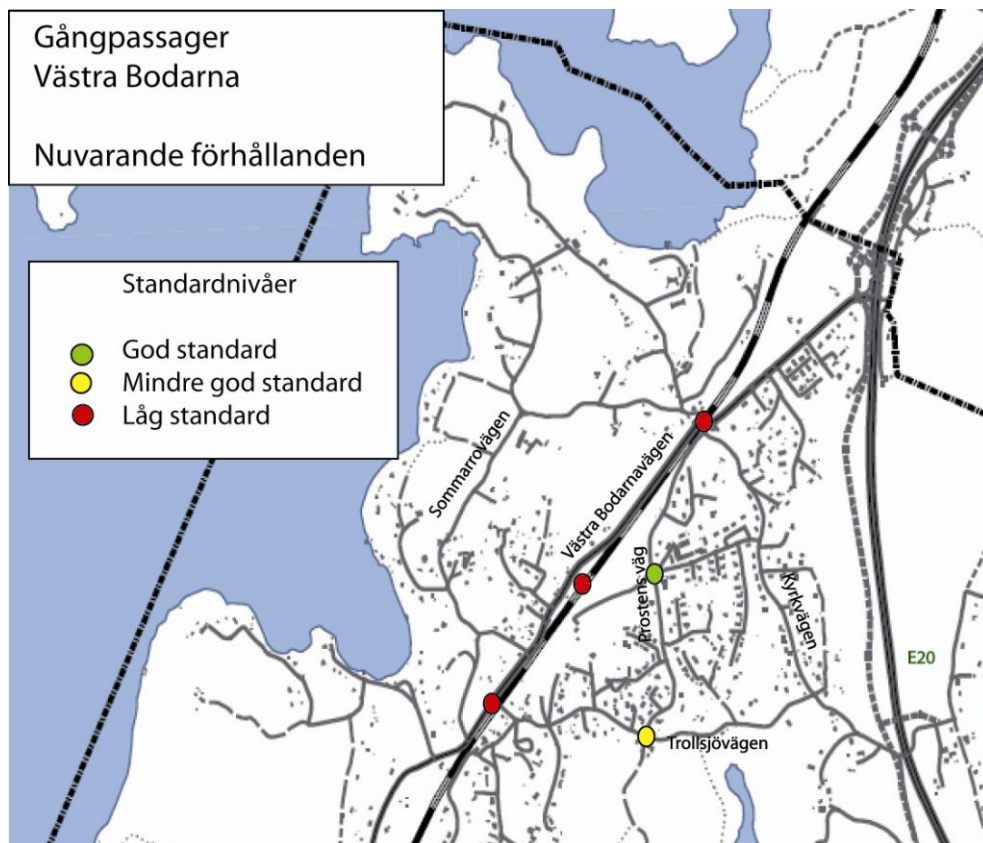 Gångpassager
Västra Bodarna
Nuvarande förhållanden
Standardnivåer
God standard
Mindre god standard
Låg standard
Sommarrovägen
Västra Bodarnavägen
Prostens väg
Kyrkvägen
E20
Trollsjövägen